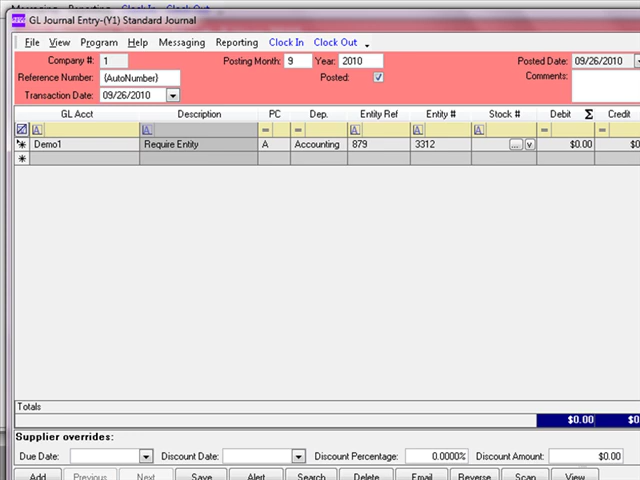 GL Journal Entry-(Y1) Standard Journal
File View Program Help Messaging Reporting Clock In Clock Out
Company #: 1 Posting Month: 9 Year: 2010 Posted Date: 09/26/2010
Reference Number: {AutoNumber} Posted: Comments:
Transaction Date: 09/26/2010
GL Acct Description PC Dep. Entity Ref Entity # Stock # Debit Σ Credit
Demo1 Require Entity A Accounting 879 3312 ... v. $0.00 $0
Totals
$0.00 $0
Supplier overrides:
Due Date: Discount Date: Discount Percentage: 0.0000% Discount Amount: $0.00
Add Previous Next Save Alert Search Delete Email Reverse Scan View